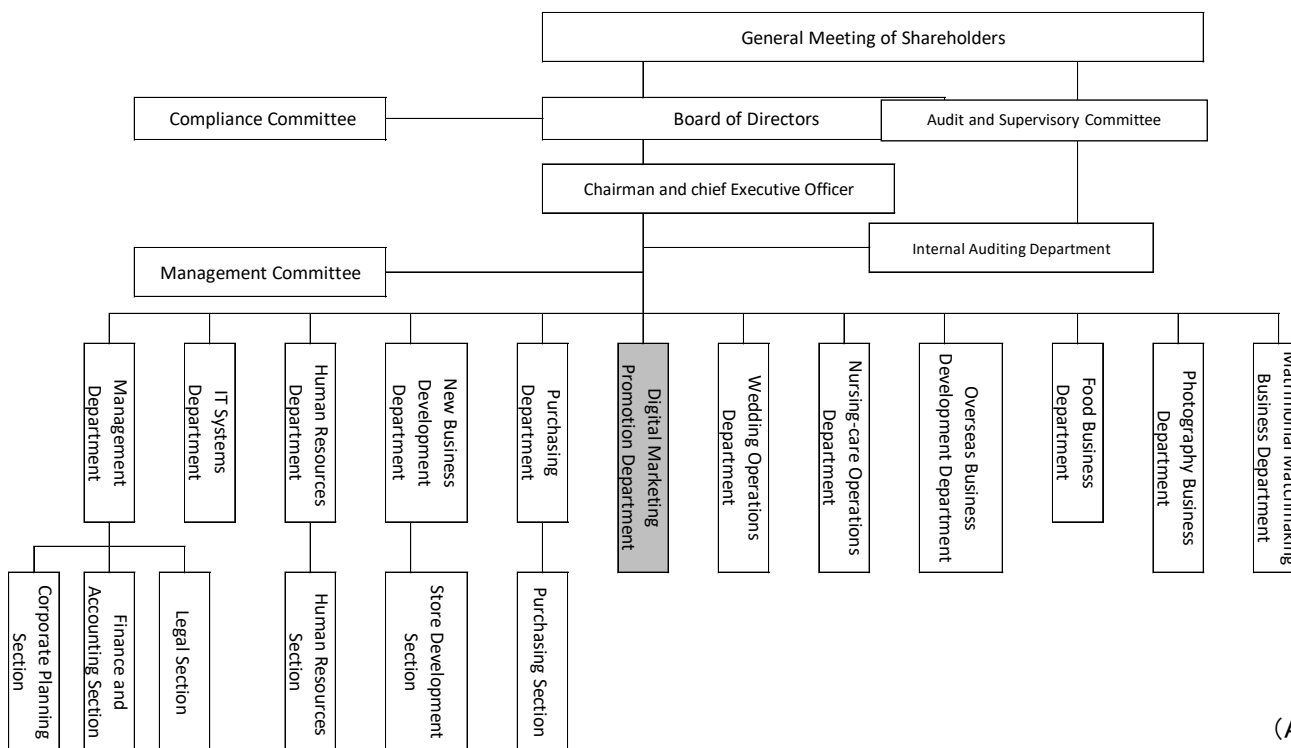 General Meeting of Shareholders
Compliance Committee
Board of Directors
Audit and Supervisory Committee
Chairman and chief Executive Officer
Internal Auditing Department
Management Committee
Management
Department
IT Systems
Department
Human Resources
Department
New Business
Development
Department
Purchasing
Department
Digital Marketing
Promotion Department
Wedding Operations
Department
Nursing-care Operations
Department
Overseas Business
Development Department
Food Business
Department
Photography Business
Department
Matrimonial Matchmaking
Business Department
Corporate Planning
Section
Finance and
Accounting Section
Legal Section
Human Resources
Section
Store Development
Section
Purchasing Section
(A